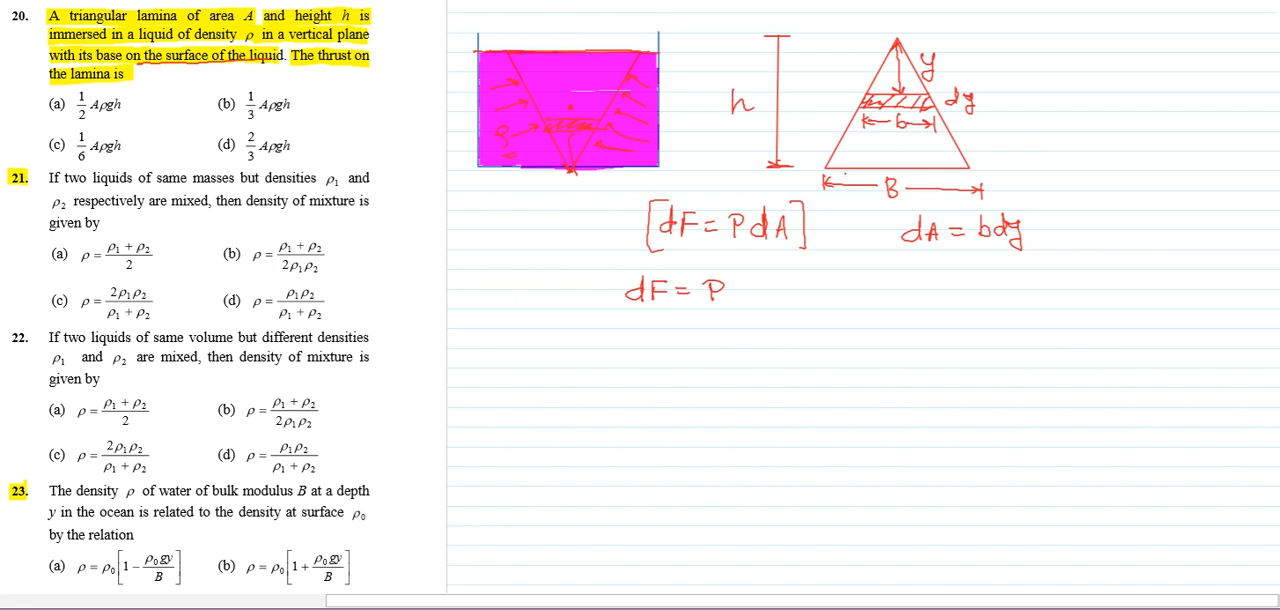 20. A triangular lamina of area A and height h is
immersed in a liquid of density ρ in a vertical plane
with its base on the surface of the liquid. The thrust on
the lamina is
(a) 1/2 Aρgh (b) 1/3 Aρgh
(c) 1/6 Aρgh (d) 2/3 Aρgh
21. If two liquids of same masses but densities ρ₁ and
ρ₂ respectively are mixed, then density of mixture is
given by
(a) ρ = (ρ₁ + ρ₂)/2 (b) ρ = (ρ₁ + ρ₂)/(2ρ₁ρ₂)
(c) ρ = (2ρ₁ρ₂)/(ρ₁ + ρ₂) (d) ρ = (ρ₁ρ₂)/(ρ₁ + ρ₂)
22. If two liquids of same volume but different densities
ρ₁ and ρ₂ are mixed, then density of mixture is
given by
(a) ρ = (ρ₁ + ρ₂)/2 (b) ρ = (ρ₁ + ρ₂)/(2ρ₁ρ₂)
(c) ρ = (2ρ₁ρ₂)/(ρ₁ + ρ₂) (d) ρ = (ρ₁ρ₂)/(ρ₁ + ρ₂)
23. The density ρ of water of bulk modulus B at a depth
y in the ocean is related to the density at surface ρ₀
by the relation
(a) ρ = ρ₀[1 − ρ₀gy/B] (b) ρ = ρ₀[1 + ρ₀gy/B]
h
y
dy
b
B
[dF = P dA]
dA = bdy
dF = P